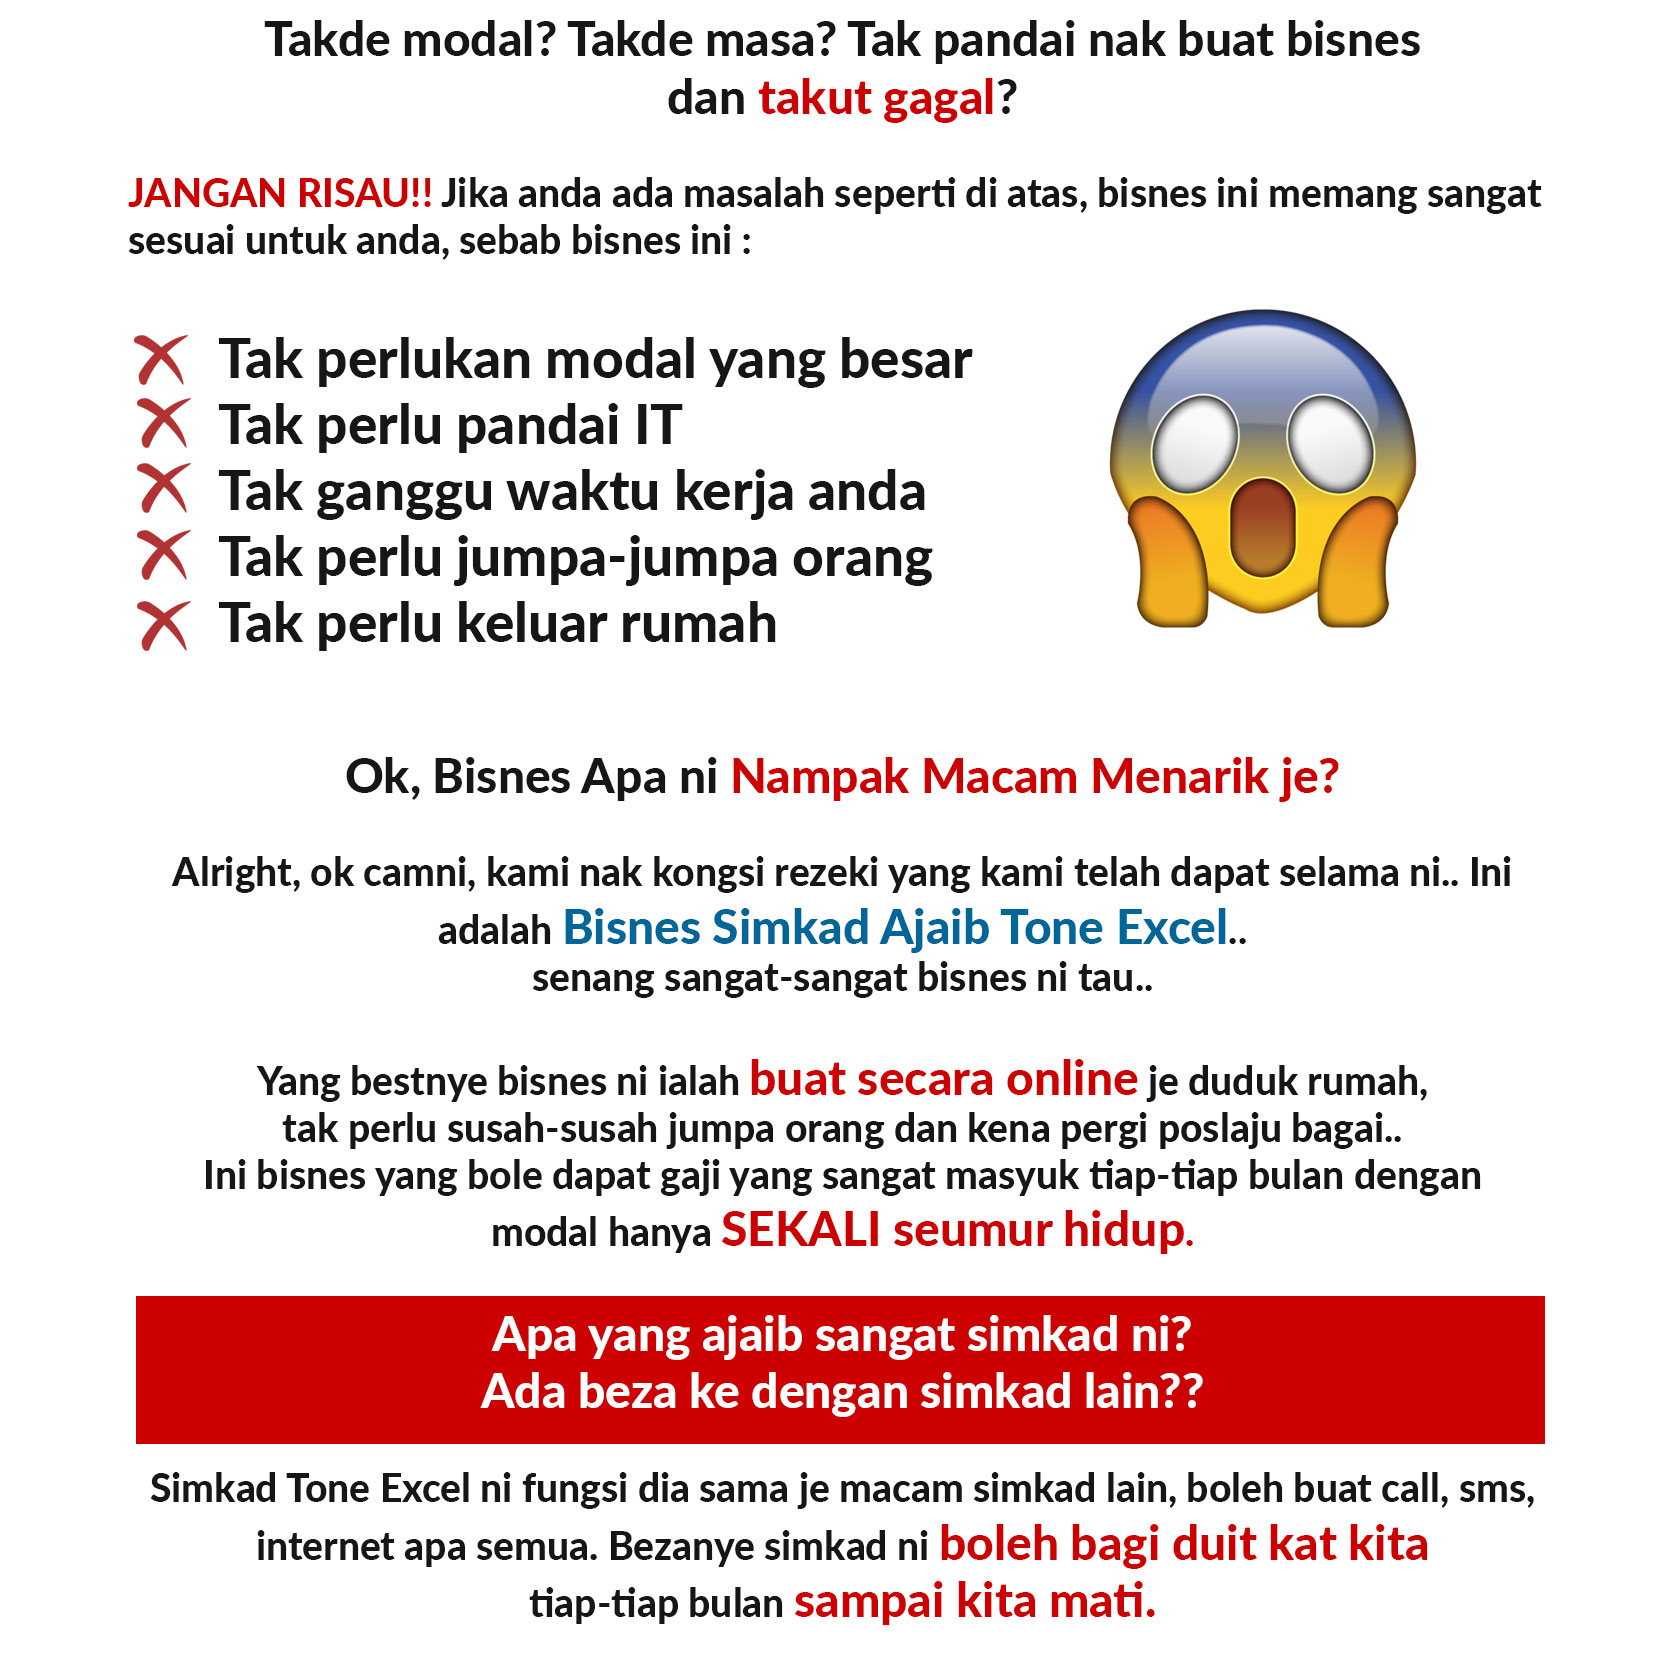 Takde modal? Takde masa? Tak pandai nak buat bisnes
dan takut gagal?
JANGAN RISAU!! Jika anda ada masalah seperti di atas, bisnes ini memang sangat
sesuai untuk anda, sebab bisnes ini :
Tak perlukan modal yang besar
Tak perlu pandai IT
Tak ganggu waktu kerja anda
Tak perlu jumpa-jumpa orang
Tak perlu keluar rumah
Ok, Bisnes Apa ni Nampak Macam Menarik je?
Alright, ok camni, kami nak kongsi rezeki yang kami telah dapat selama ni.. Ini
adalah Bisnes Simkad Ajaib Tone Excel..
senang sangat-sangat bisnes ni tau..
Yang bestnye bisnes ni ialah buat secara online je duduk rumah,
tak perlu susah-susah jumpa orang dan kena pergi poslaju bagai..
Ini bisnes yang bole dapat gaji yang sangat masyuk tiap-tiap bulan dengan
modal hanya SEKALI seumur hidup.
Apa yang ajaib sangat simkad ni?
Ada beza ke dengan simkad lain??
Simkad Tone Excel ni fungsi dia sama je macam simkad lain, boleh buat call, sms,
internet apa semua. Bezanye simkad ni boleh bagi duit kat kita
tiap-tiap bulan sampai kita mati.